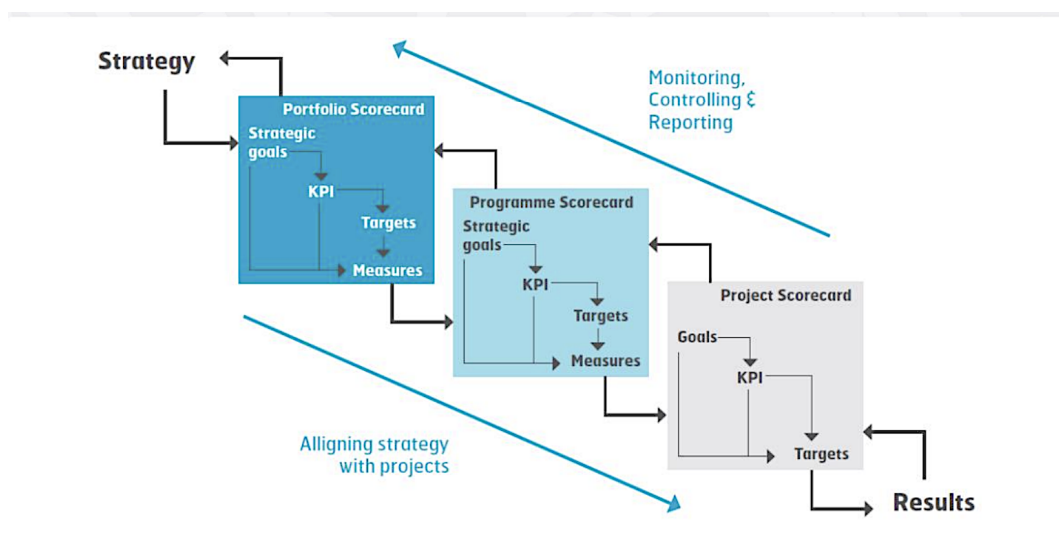 Strategy
Portfolio Scorecard
Strategic
goals
KPI
Targets
Measures
Monitoring,
Controlling &
Reporting
Programme Scorecard
Strategic
goals
KPI
Targets
Measures
Project Scorecard
Goals
KPI
Targets
Alligning strategy
with projects
Results